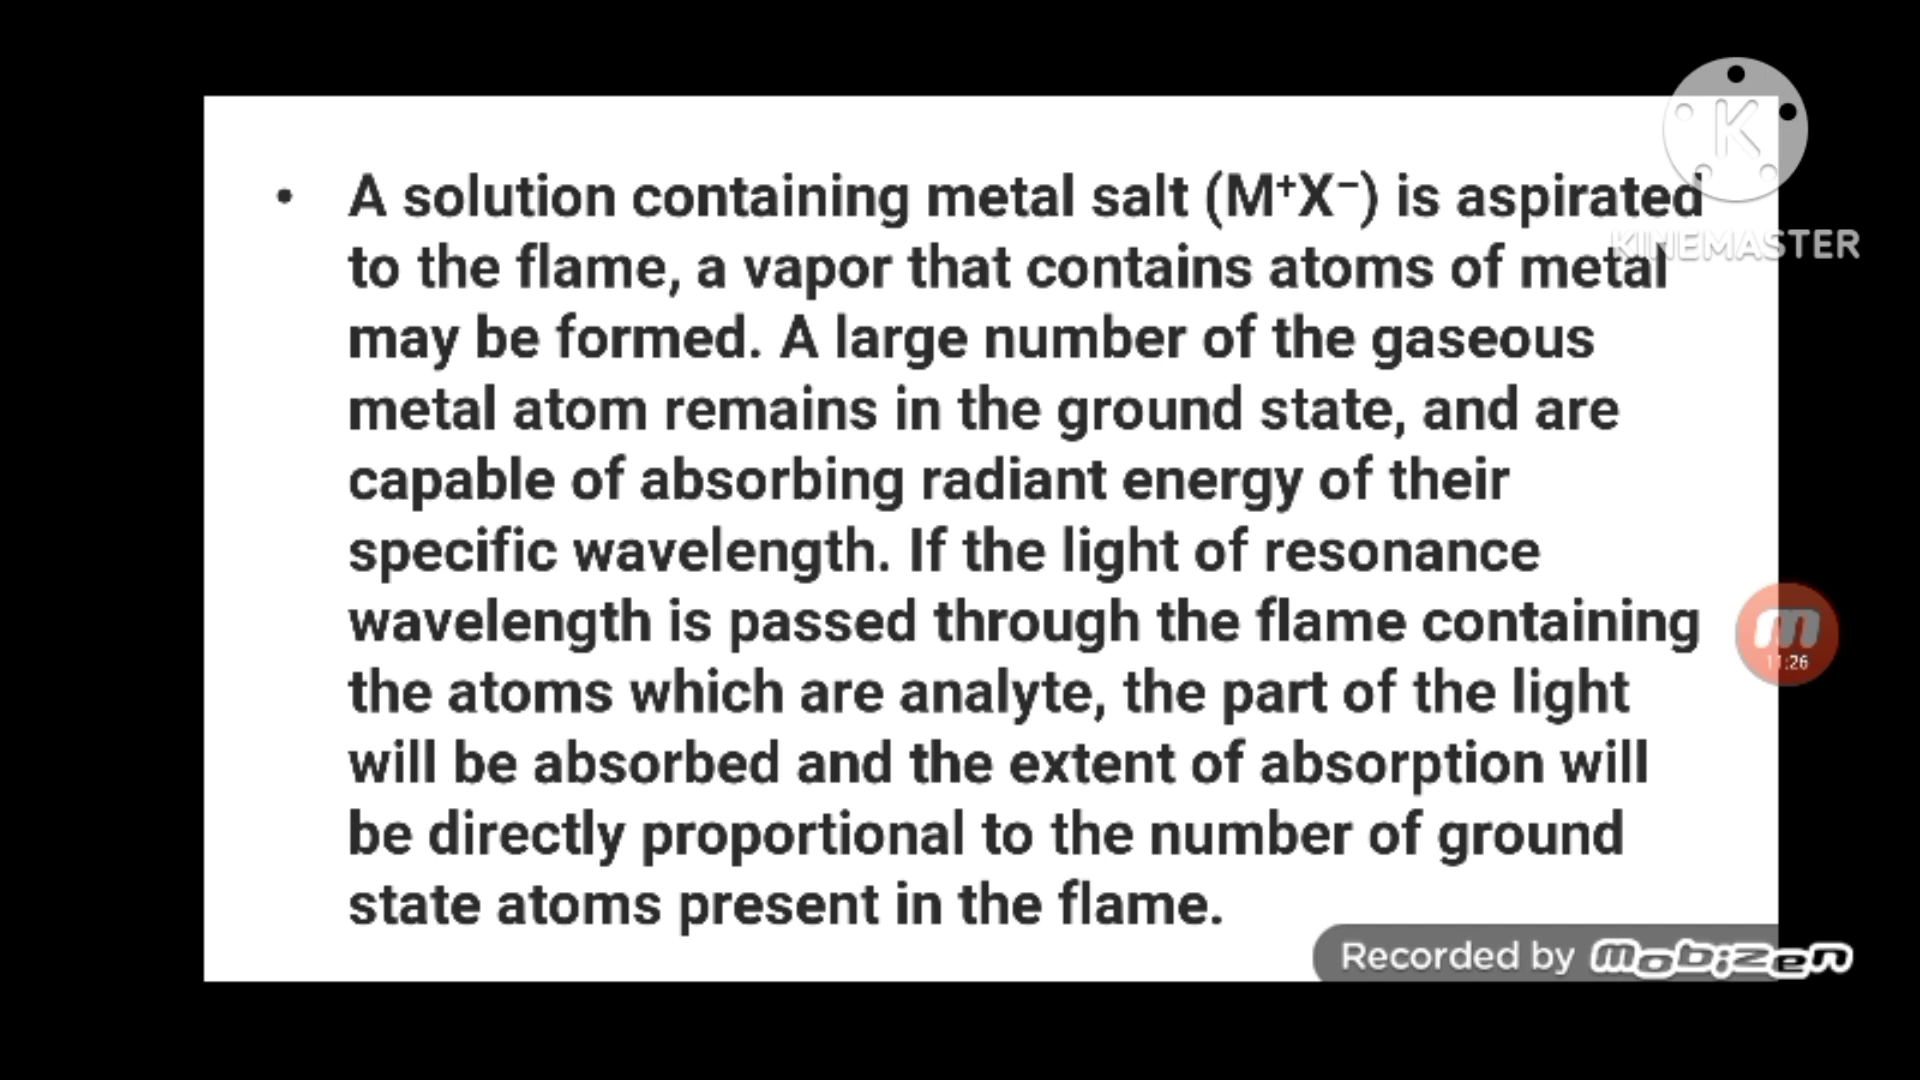 • A solution containing metal salt (M⁺X⁻) is aspirated
to the flame, a vapor that contains atoms of metal
may be formed. A large number of the gaseous
metal atom remains in the ground state, and are
capable of absorbing radiant energy of their
specific wavelength. If the light of resonance
wavelength is passed through the flame containing
the atoms which are analyte, the part of the light
will be absorbed and the extent of absorption will
be directly proportional to the number of ground
state atoms present in the flame.
K
KINEMASTER
m
11:26
Recorded by mobizen